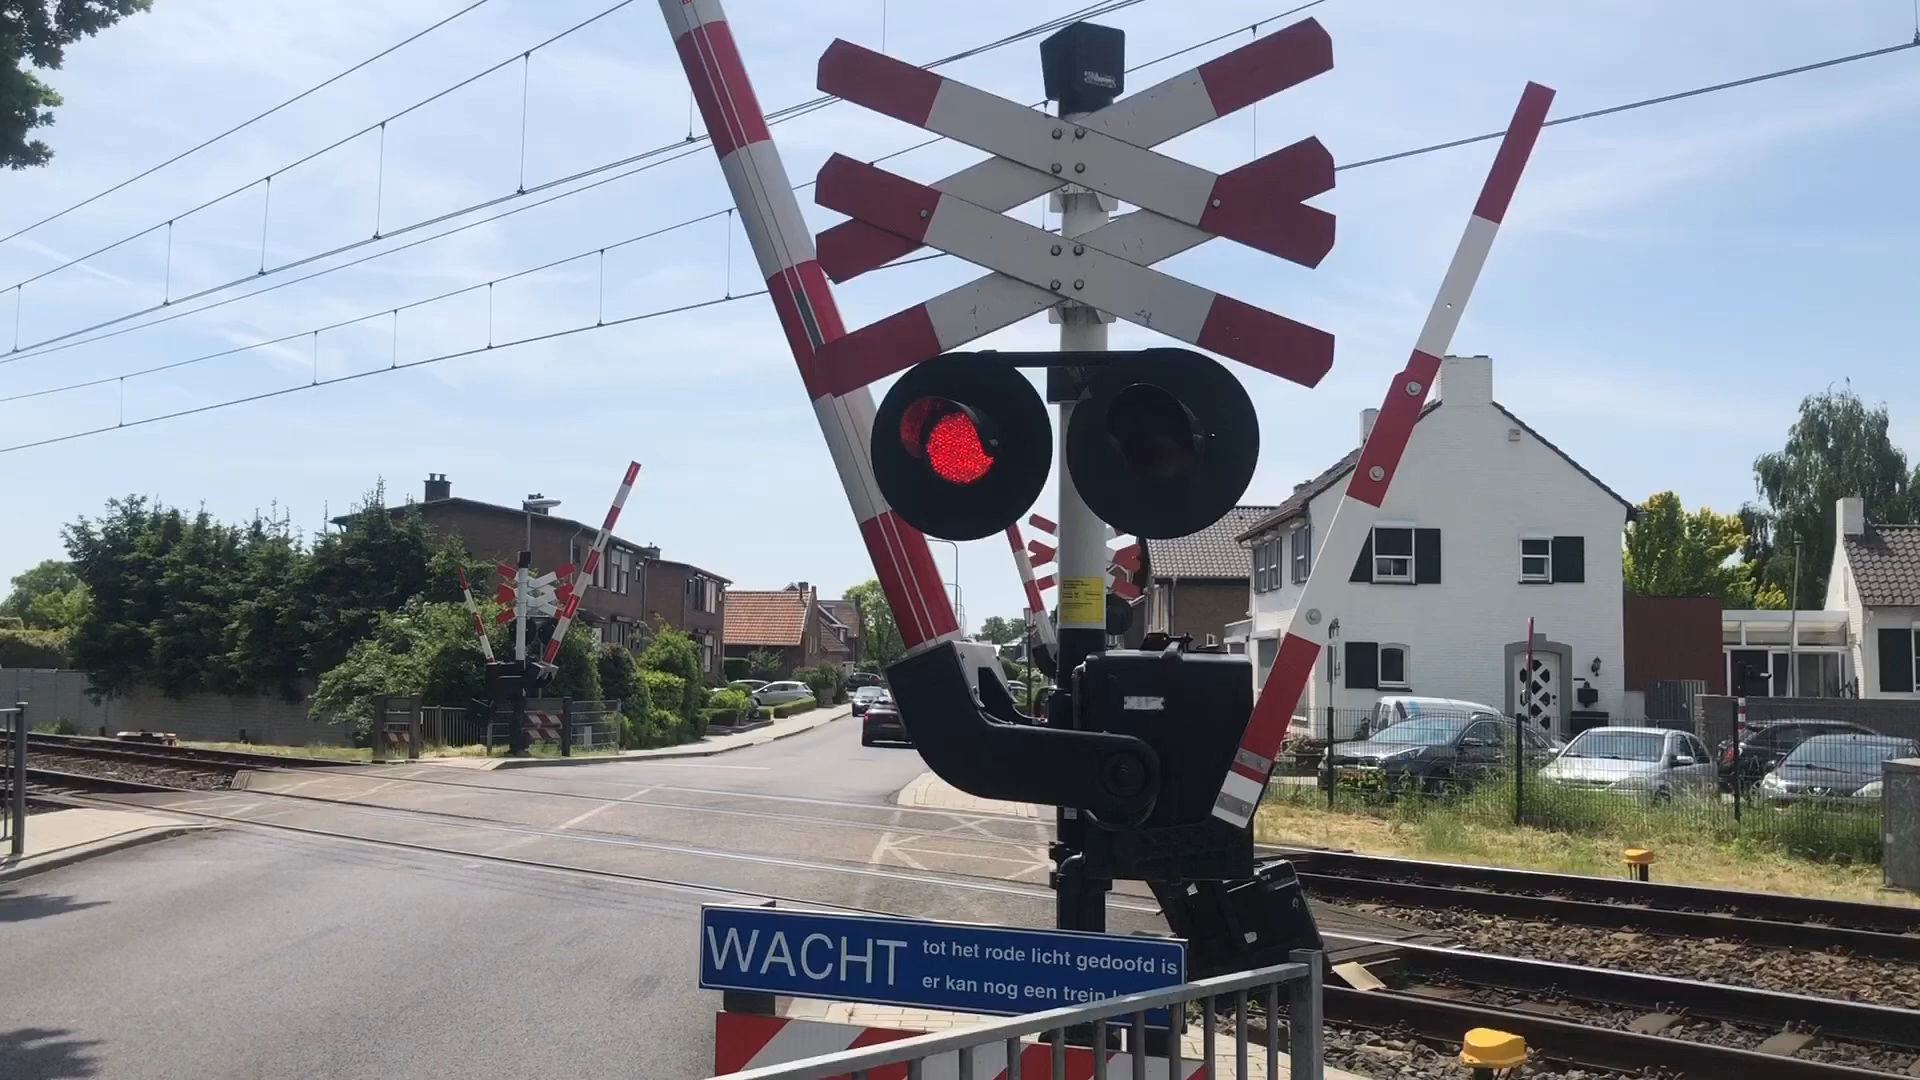 WACHT
tot het rode licht gedoofd is
er kan nog een trein